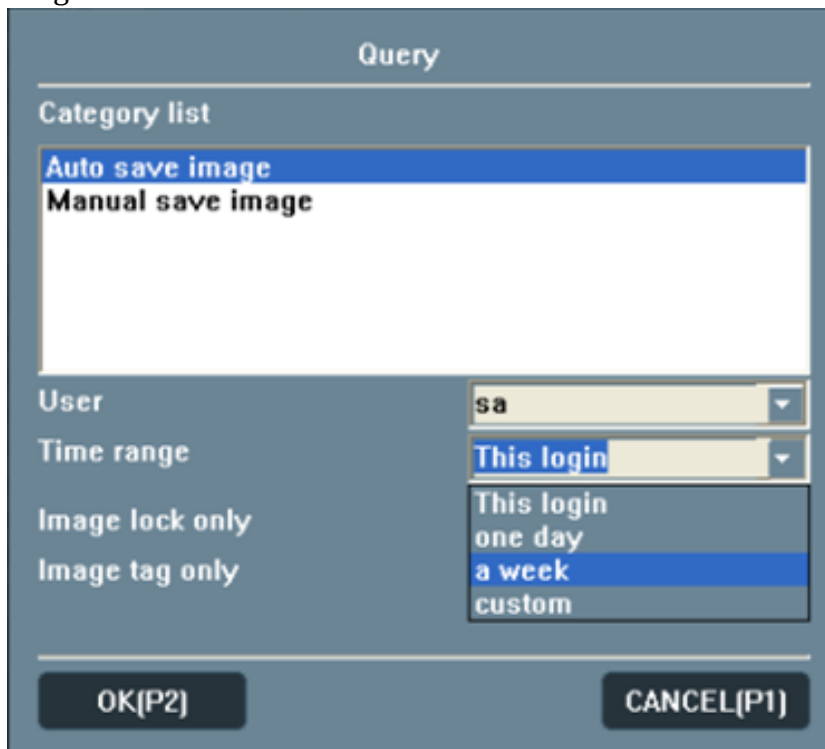 Query
Category list
Auto save image
Manual save image
User
sa
Time range
This login
This login
Image lock only
one day
Image tag only
a week
custom
OK(P2)
CANCEL(P1)